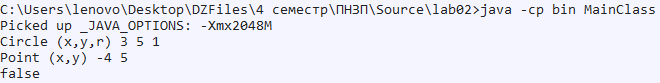 C:\Users\lenovo\Desktop\DZFiles\4 семестр\ПНЗП\Source\lab02>java -cp bin MainClass
Picked up _JAVA_OPTIONS: -Xmx2048M
Circle (x,y,r) 3 5 1
Point (x,y) -4 5
false